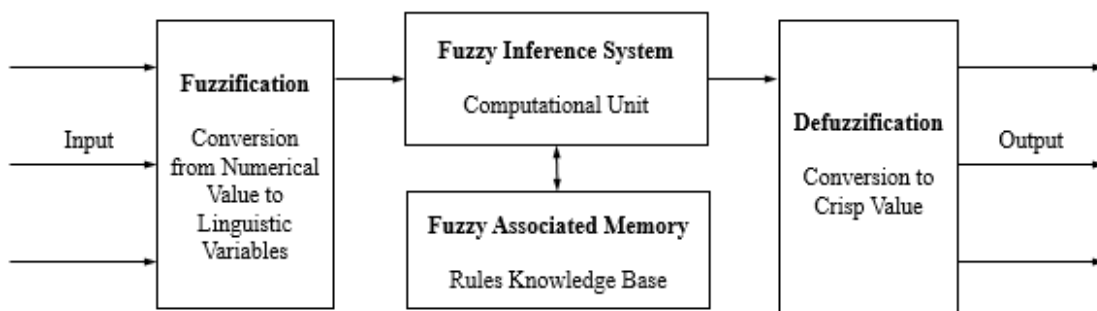 Input
Fuzzification
Conversion
from Numerical
Value to
Linguistic
Variables
Fuzzy Inference System
Computational Unit
Fuzzy Associated Memory
Rules Knowledge Base
Defuzzification
Conversion to
Crisp Value
Output